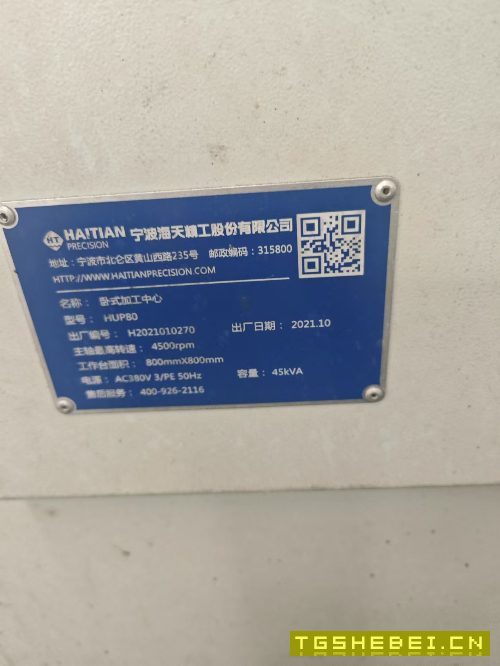 HT HAITIAN PRECISION 宁波海天精工股份有限公司
地址：宁波市北仑区黄山西路235号 邮政编码：315800
HTTP://WWW.HAITIANPRECISION.COM
名称： 卧式加工中心
型号： HUP80
出厂编号： H2021010270 出厂日期： 2021.10
主轴最高转速： 4500rpm
工作台面积： 800mmX800mm
电源： AC380V 3/PE 50Hz 容量： 45kVA
售后服务： 400-926-2116
TGSHEBEI.CN